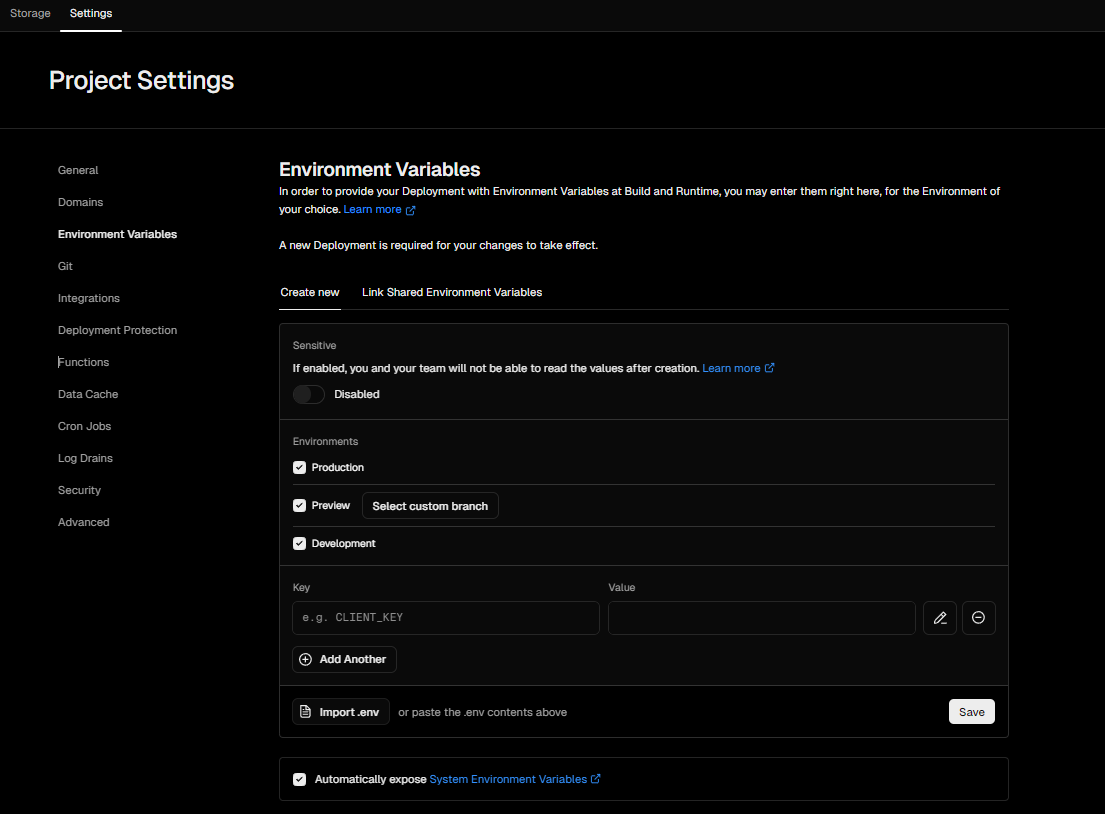 Storage
Settings
Project Settings
General
Domains
Environment Variables
Git
Integrations
Deployment Protection
Functions
Data Cache
Cron Jobs
Log Drains
Security
Advanced
Environment Variables
In order to provide your Deployment with Environment Variables at Build and Runtime, you may enter them right here, for the Environment of
your choice. Learn more
A new Deployment is required for your changes to take effect.
Create new
Link Shared Environment Variables
Sensitive
If enabled, you and your team will not be able to read the values after creation. Learn more
Disabled
Environments
Production
Preview
Select custom branch
Development
Key
Value
e.g. CLIENT_KEY
Add Another
Import .env
or paste the .env contents above
Save
Automatically expose System Environment Variables